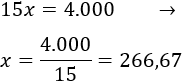 15x = 4.000 →
x = 4.000/15 = 266,67